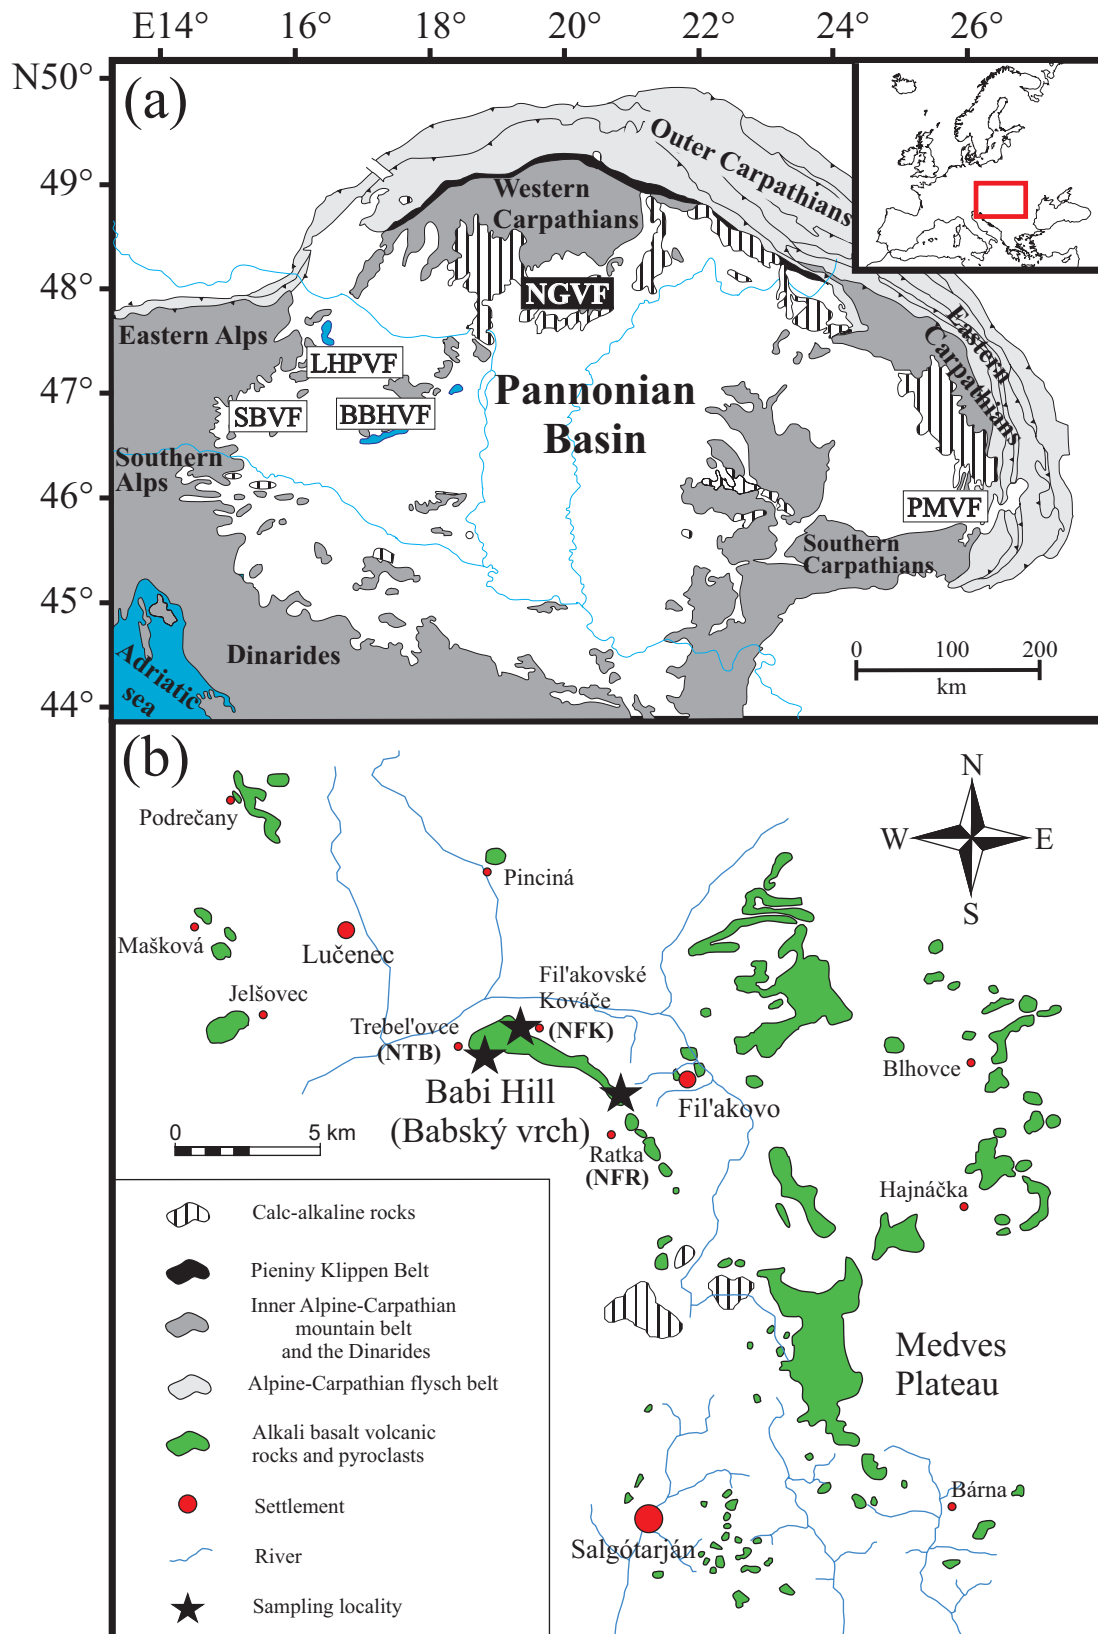 E14° 16° 18° 20° 22° 24° 26°
N50°
49°
48°
47°
46°
45°
44°
(a)
Outer Carpathians
Western
Carpathians
NGVF
Eastern Alps
LHPVF
SBVF
BBHVF
Pannonian
Basin
Eastern
Carpathians
Southern
Alps
PMVF
Southern
Carpathians
Dinarides
Adriatic
sea
0 100 200
km
(b)
N
W E
S
Podrečany
Pinciná
Mašková
Lučenec
Jelšovec
Fil'akovské
Kováče
(NFK)
Trebel'ovce
(NTB)
Babi Hill
(Babský vrch)
Fil'akovo
Blhovce
0 5 km
Ratka
(NFR)
Hajnáčka
Calc-alkaline rocks
Pieniny Klippen Belt
Inner Alpine-Carpathian
mountain belt
and the Dinarides
Alpine-Carpathian flysch belt
Alkali basalt volcanic
rocks and pyroclasts
Settlement
River
Sampling locality
Medves
Plateau
Bárna
Salgótarján